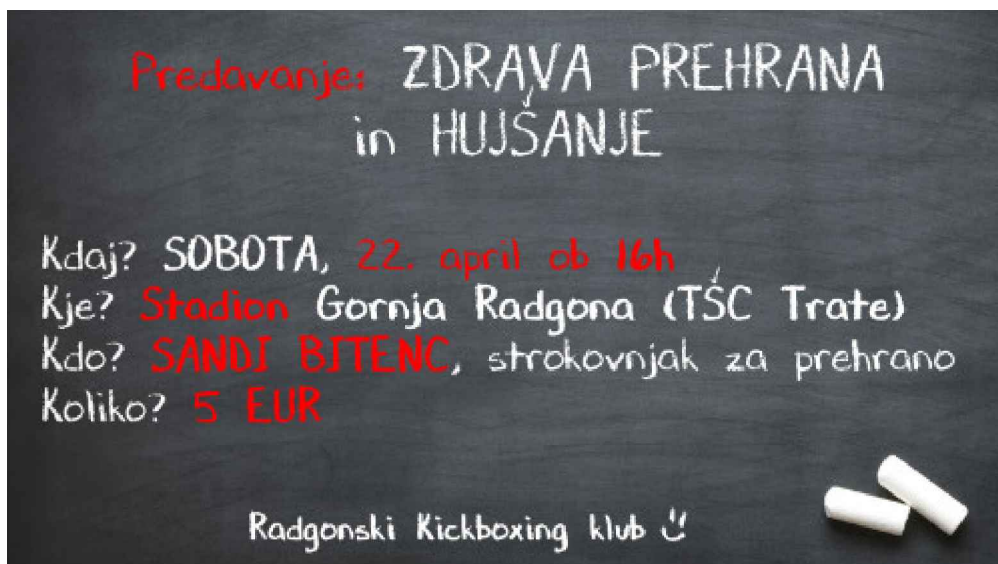 Predavanje: ZDRAVA PREHRANA
in HUJŠANJE
Kdaj? SOBOTA, 22. april ob 16h
Kje? Stadion Gornja Radgona (TŠC Trate)
Kdo? SANDI BITENC, strokovnjak za prehrano
Koliko? 5 EUR
Radgonski Kickboxing klub